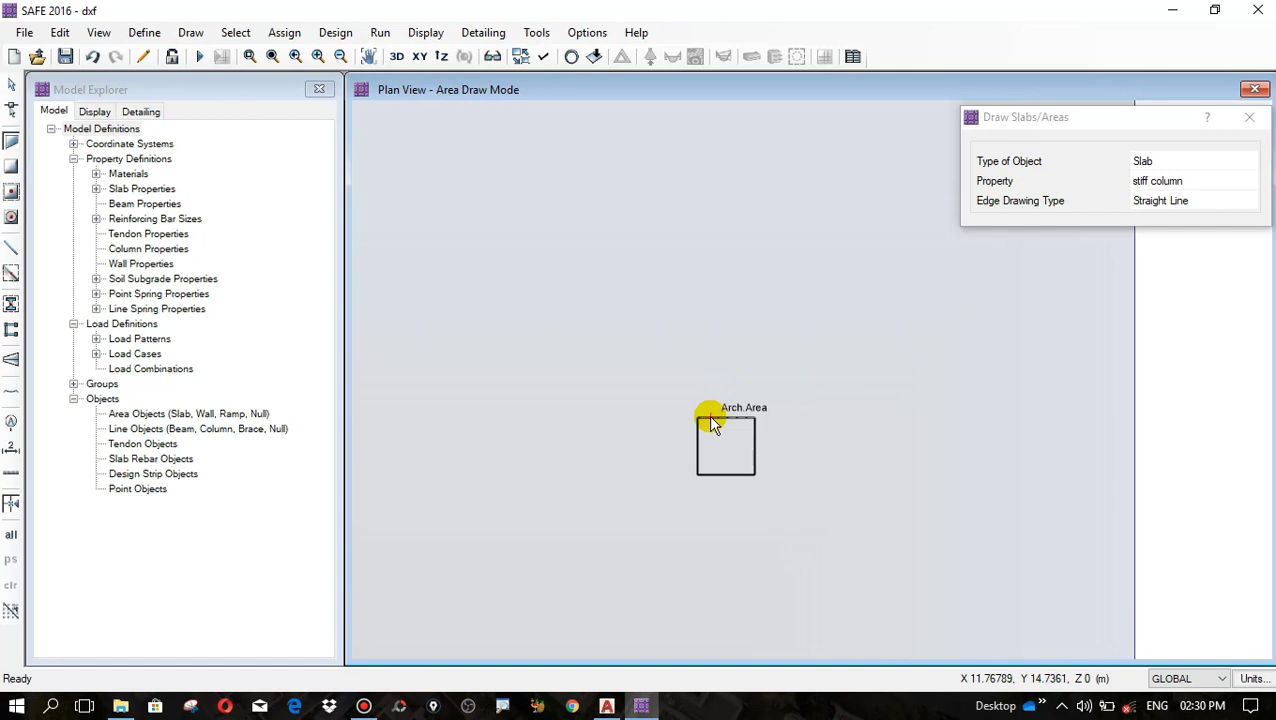 SAFE 2016 - dxf
File Edit View Define Draw Select Assign Design Run Display Detailing Tools Options Help
3D XY
Model Explorer
Model Display Detailing
Model Definitions
Coordinate Systems
Property Definitions
Materials
Slab Properties
Beam Properties
Reinforcing Bar Sizes
Tendon Properties
Column Properties
Wall Properties
Soil Subgrade Properties
Point Spring Properties
Line Spring Properties
Load Definitions
Load Patterns
Load Cases
Load Combinations
Groups
Objects
Area Objects (Slab, Wall, Ramp, Null)
Line Objects (Beam, Column, Brace, Null)
Tendon Objects
Slab Rebar Objects
Design Strip Objects
Point Objects
all
ps
clr
Plan View - Area Draw Mode
Arch.Area
Draw Slabs/Areas
Type of Object Slab
Property stiff column
Edge Drawing Type Straight Line
Ready
X 11.76789, Y 14.7361, Z 0 (m)
GLOBAL
Units...
Desktop
02:30 PM